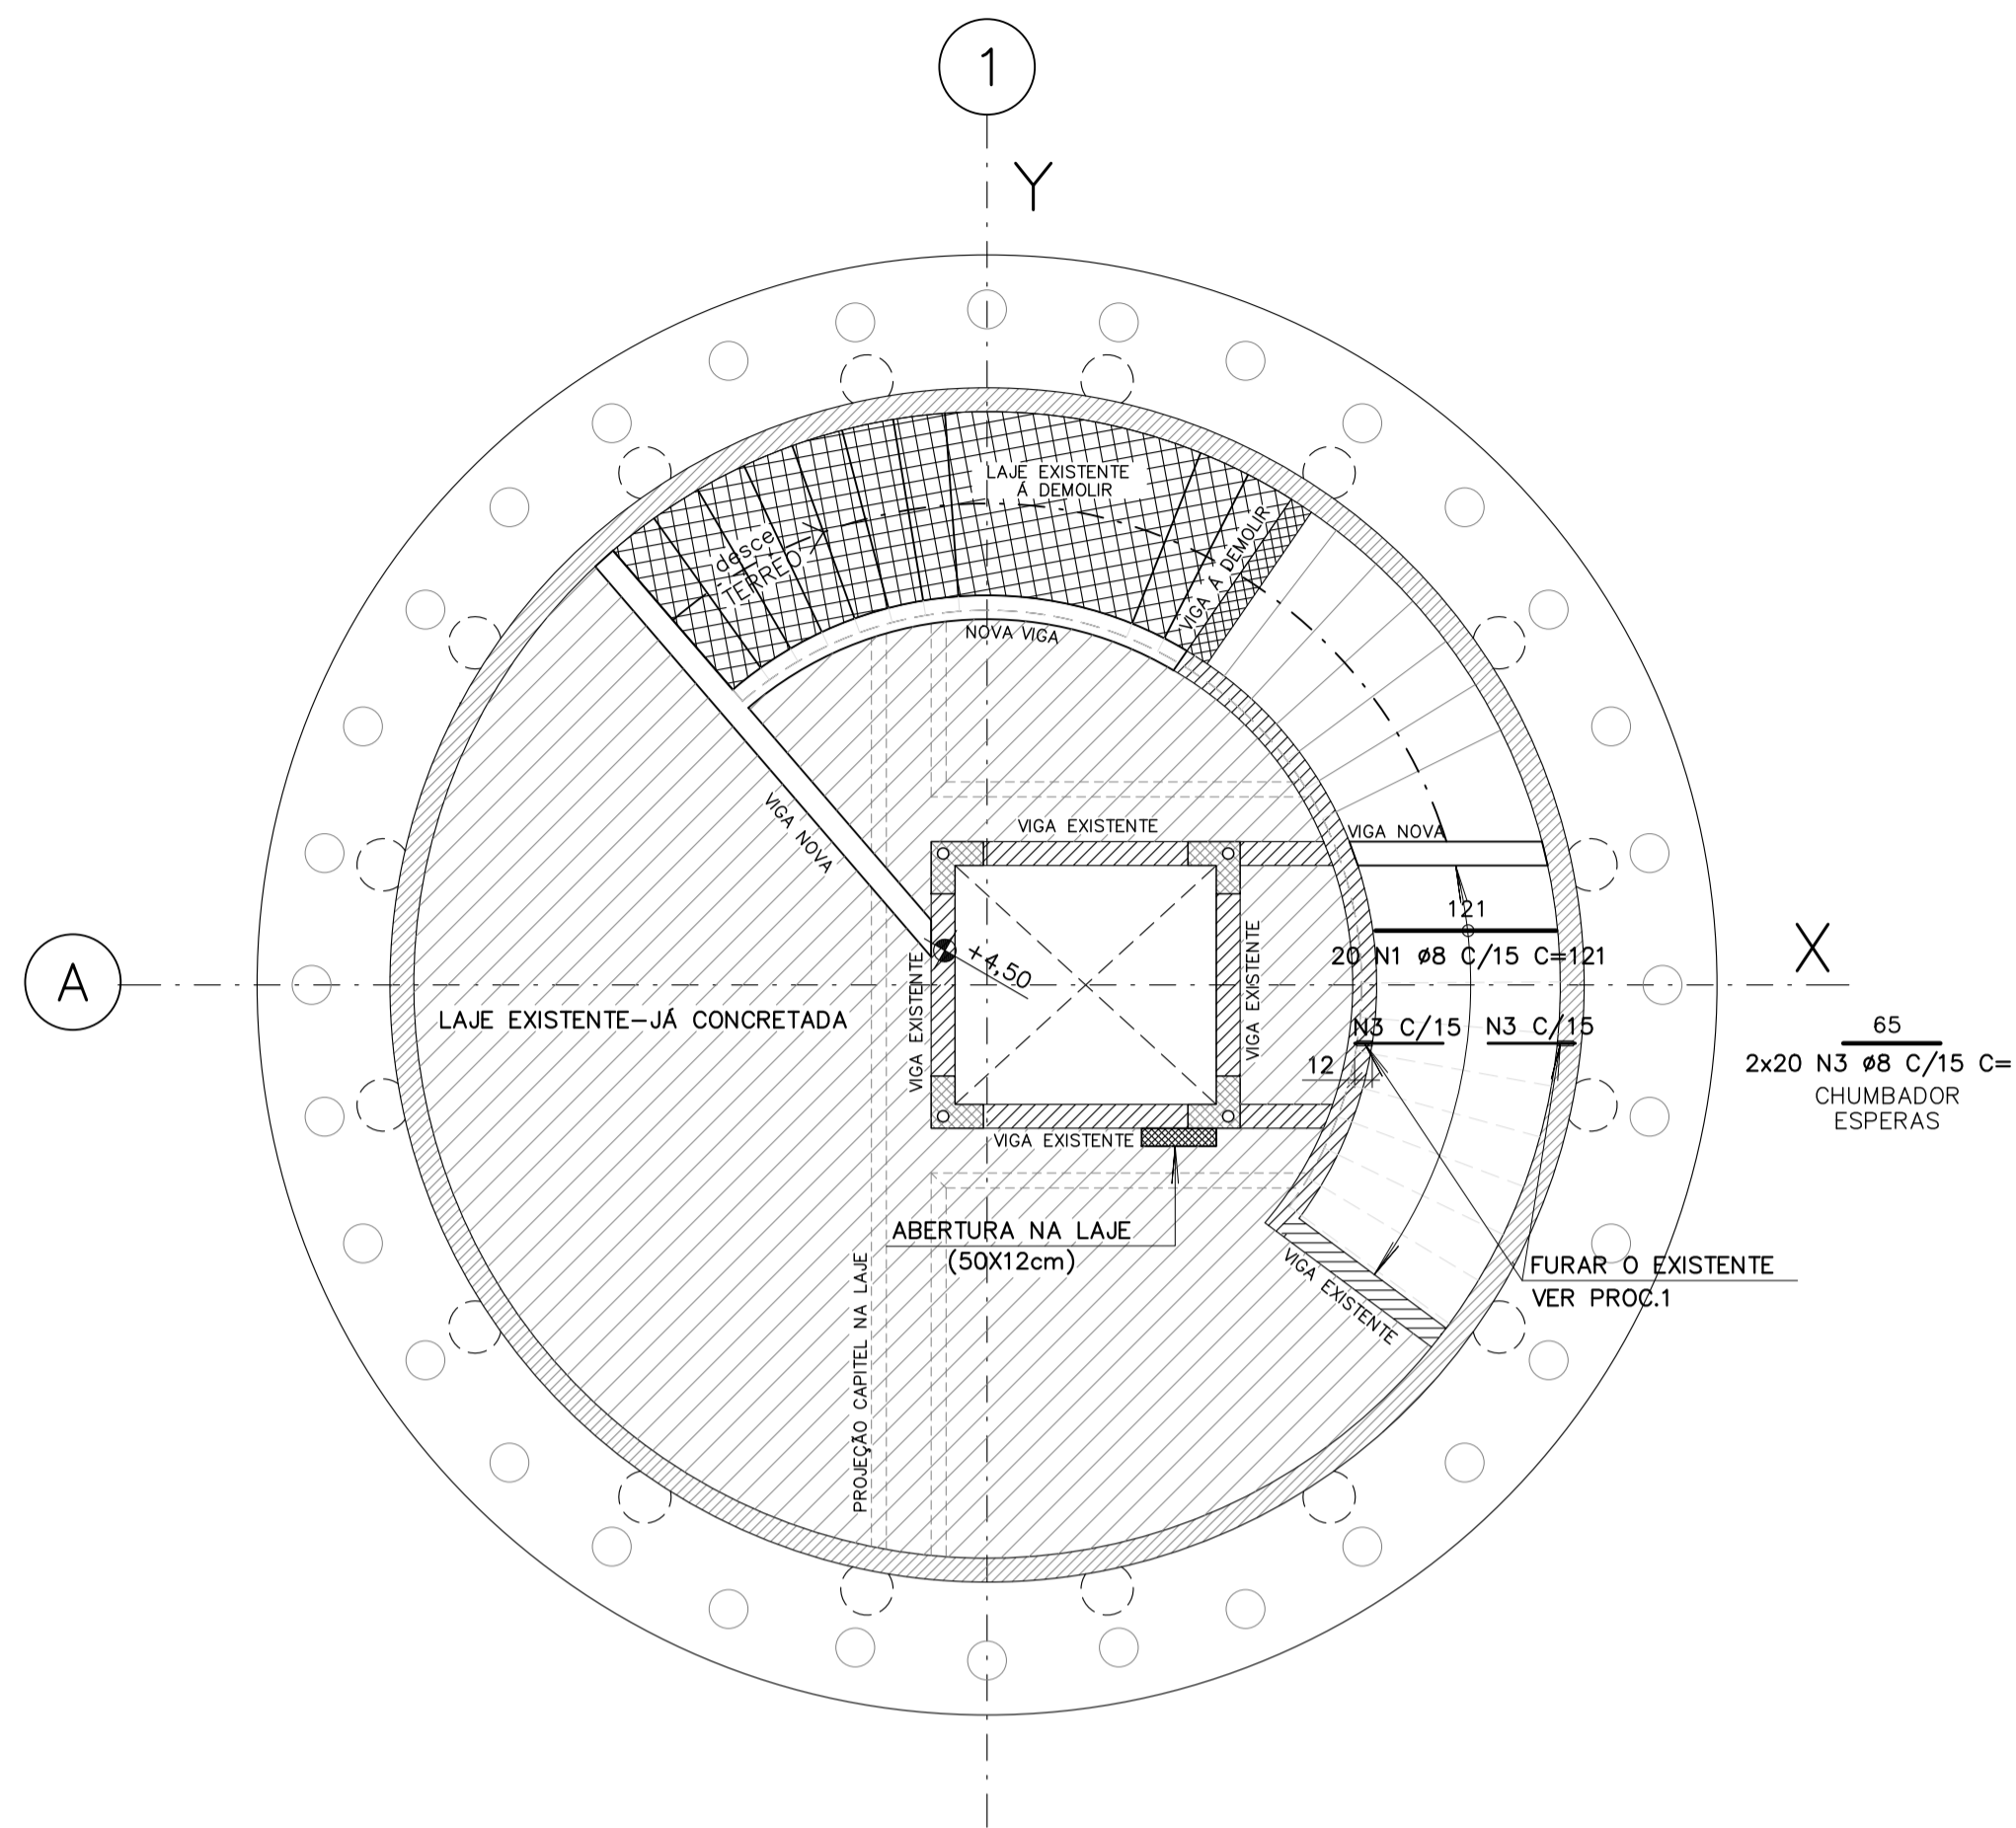 1
Y
LAJE EXISTENTE
Á DEMOLIR
desce
TERREO
VIGA Á DEMOLIR
NOVA VIGA
VIGA NOVA
VIGA EXISTENTE
VIGA NOVA
121
20 N1 ø8 C/15 C=121
X
A
+4,50
VIGA EXISTENTE
VIGA EXISTENTE
LAJE EXISTENTE-JÁ CONCRETADA
N3 C/15
N3 C/15
65
2x20 N3 ø8 C/15 C=
CHUMBADOR
ESPERAS
12
VIGA EXISTENTE
ABERTURA NA LAJE
(50X12cm)
VIGA EXISTENTE
FURAR O EXISTENTE
VER PROC.1
PROJEÇÃO CAPITEL NA LAJE